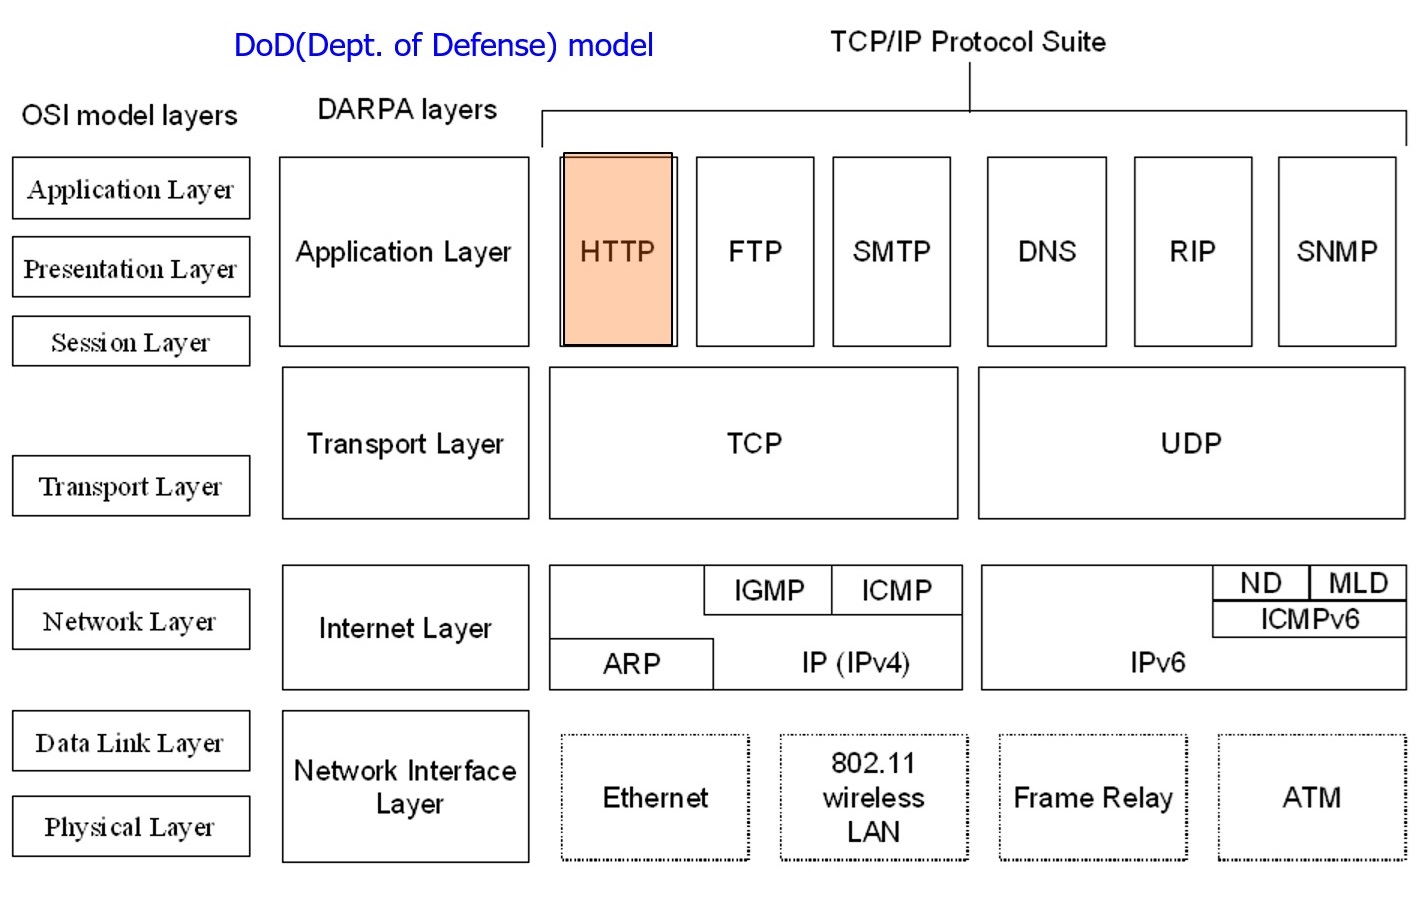 DoD(Dept. of Defense) model
TCP/IP Protocol Suite
OSI model layers
DARPA layers
Application Layer
Presentation Layer
Session Layer
Application Layer
HTTP
FTP
SMTP
DNS
RIP
SNMP
Transport Layer
Transport Layer
TCP
UDP
Network Layer
Internet Layer
IGMP
ICMP
ARP
IP (IPv4)
ND
MLD
ICMPv6
IPv6
Data Link Layer
Physical Layer
Network Interface
Layer
Ethernet
802.11
wireless
LAN
Frame Relay
ATM